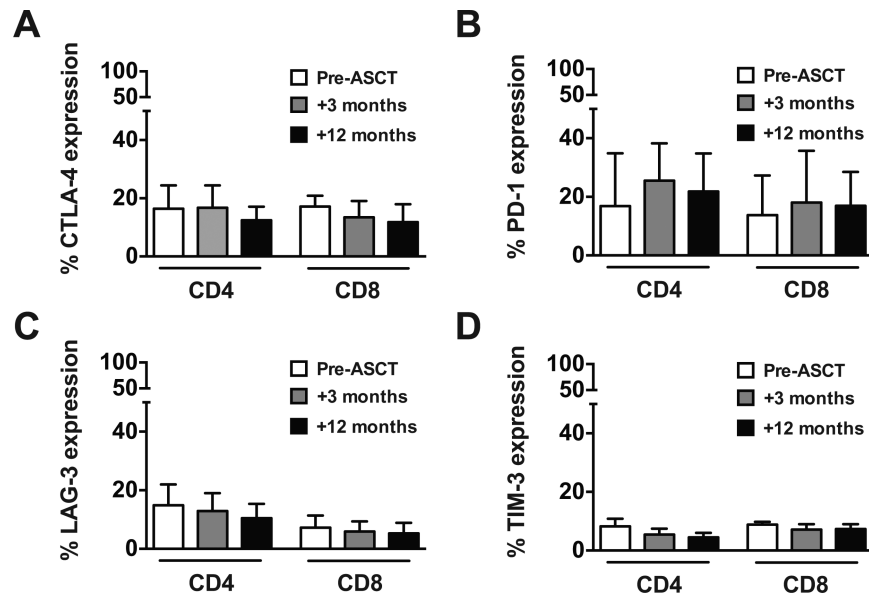 A
% CTLA-4 expression
100
50
40
20
0
Pre-ASCT
+3 months
+12 months
CD4
CD8
B
% PD-1 expression
100
50
40
20
0
Pre-ASCT
+3 months
+12 months
CD4
CD8
C
% LAG-3 expression
100
50
40
20
0
Pre-ASCT
+3 months
+12 months
CD4
CD8
D
% TIM-3 expression
100
50
40
20
0
Pre-ASCT
+3 months
+12 months
CD4
CD8